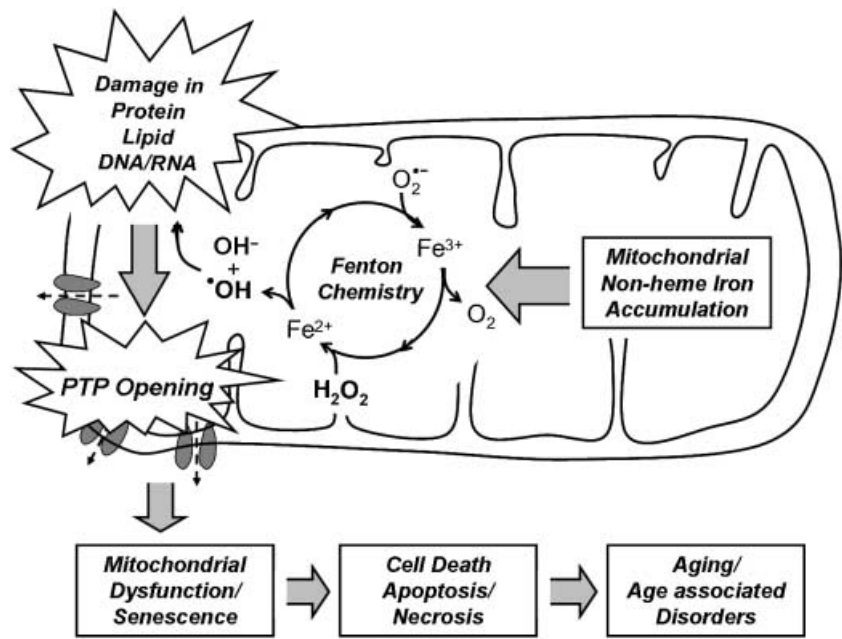 Damage in
Protein
Lipid
DNA/RNA
O₂•⁻
OH⁻
+
•OH
Fenton
Chemistry
Fe³⁺
Fe²⁺
O₂
H₂O₂
Mitochondrial
Non-heme Iron
Accumulation
PTP Opening
Mitochondrial
Dysfunction/
Senescence
Cell Death
Apoptosis/
Necrosis
Aging/
Age associated
Disorders